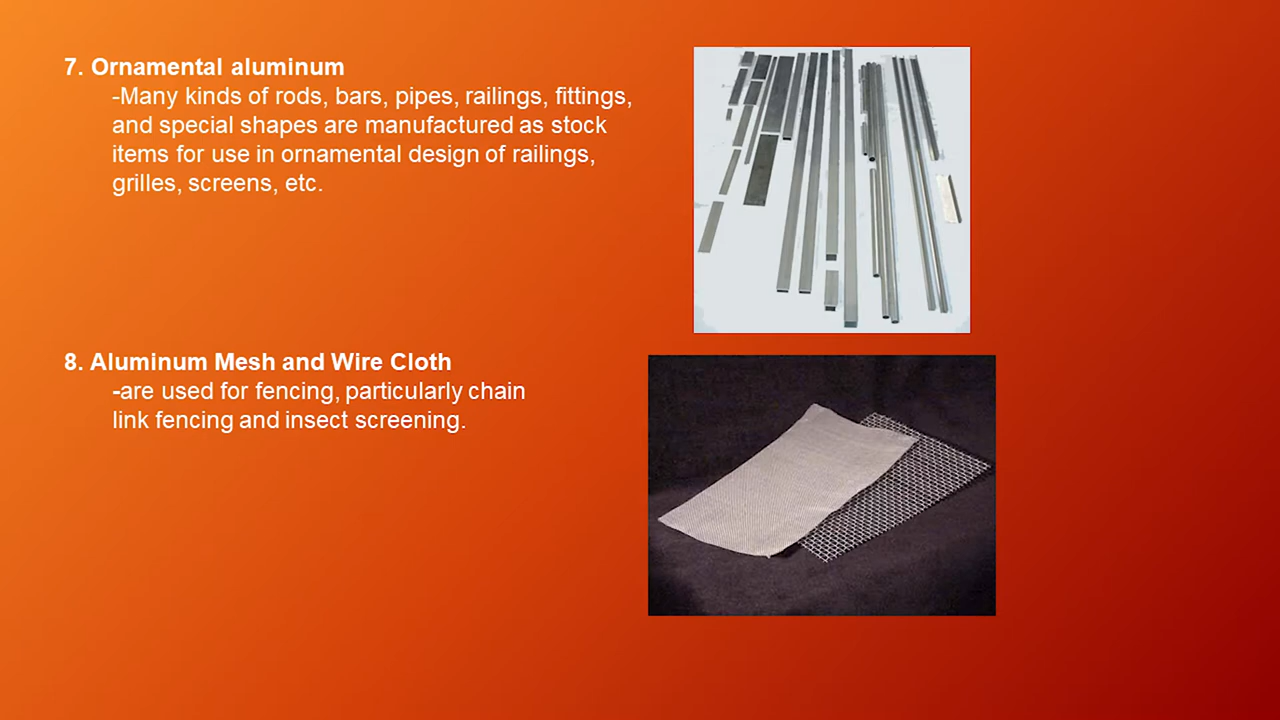 7. Ornamental aluminum
-Many kinds of rods, bars, pipes, railings, fittings,
and special shapes are manufactured as stock
items for use in ornamental design of railings,
grilles, screens, etc.
8. Aluminum Mesh and Wire Cloth
-are used for fencing, particularly chain
link fencing and insect screening.